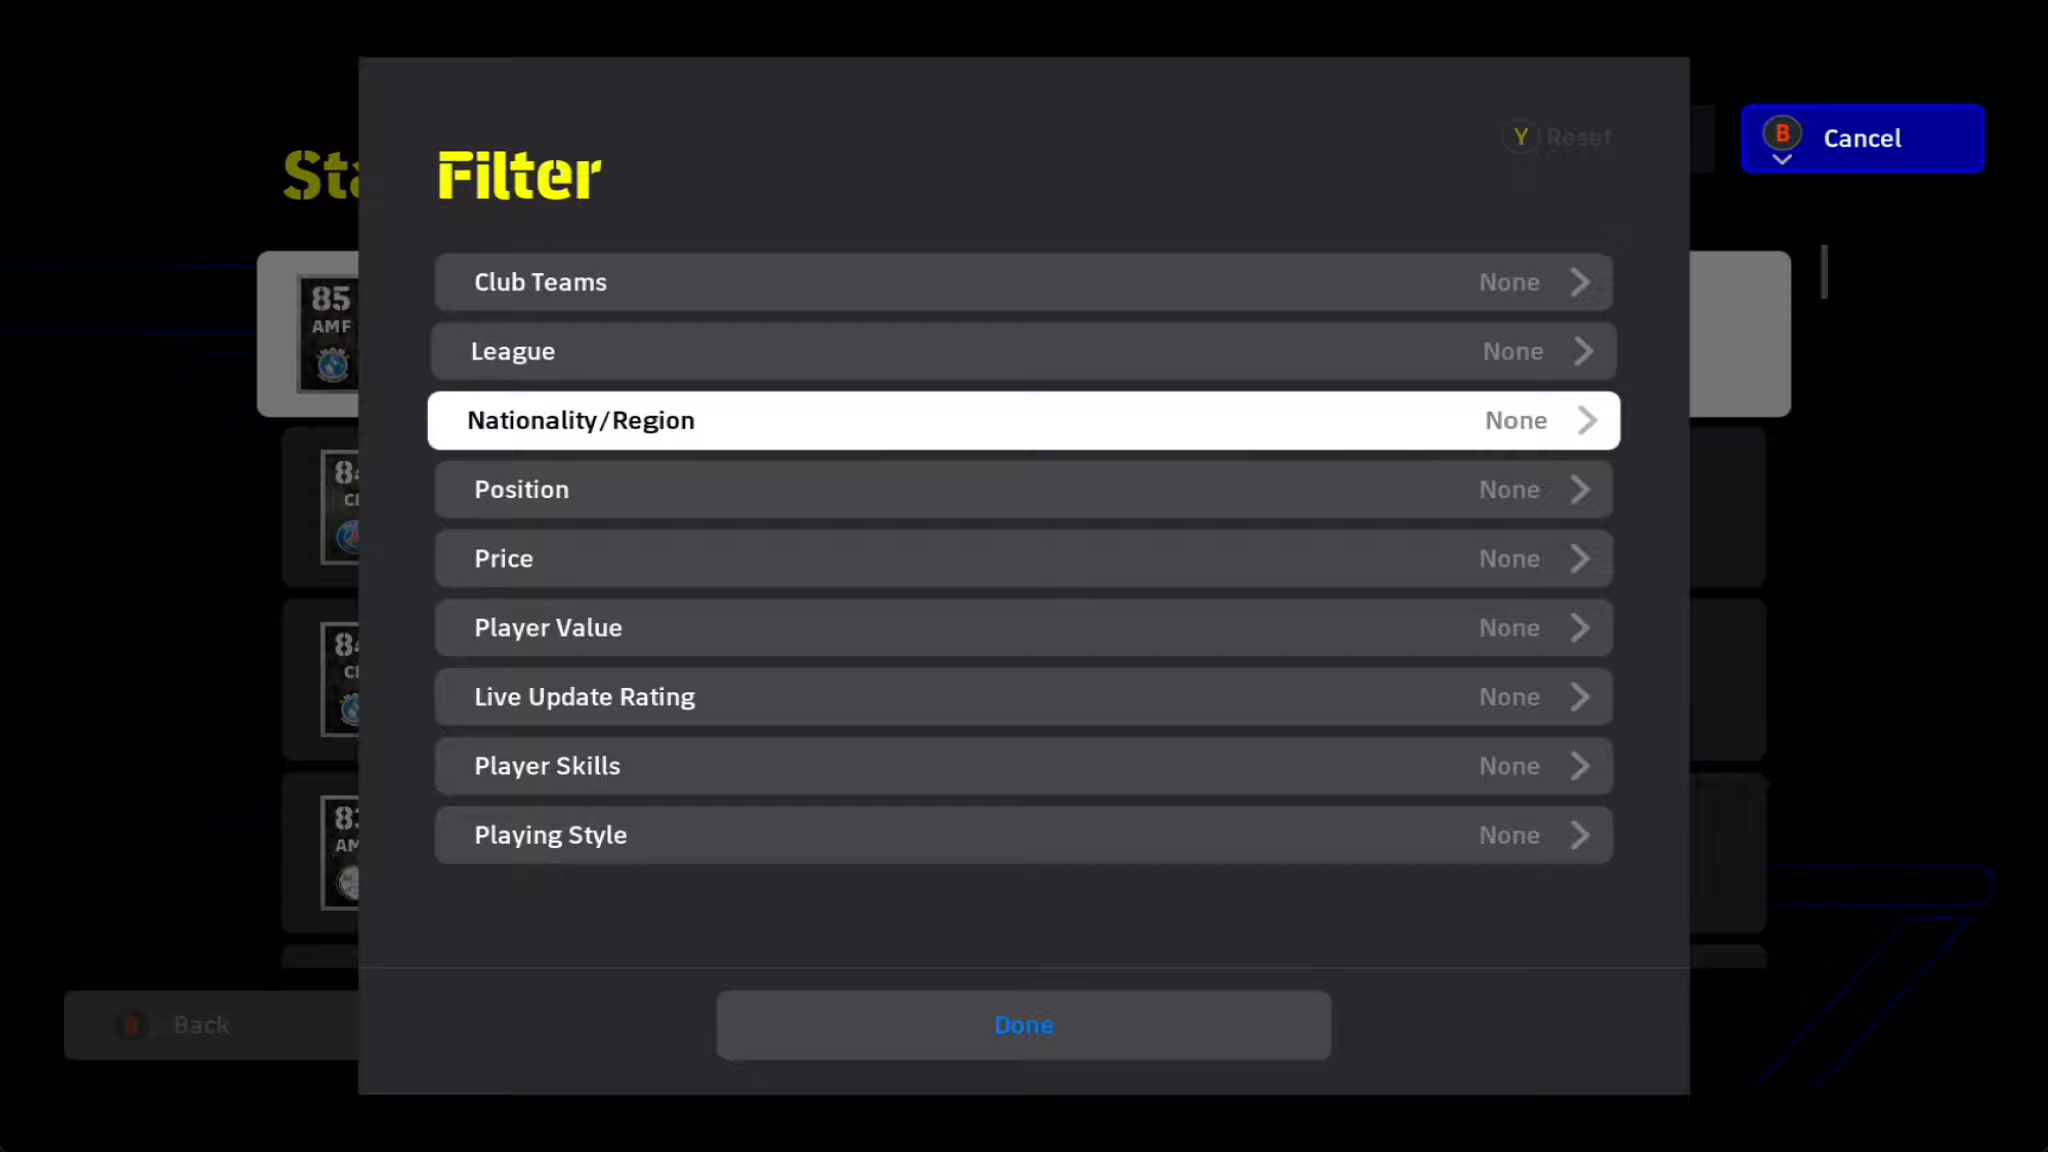 Y Reset
B Cancel
Filter
85
AMF
Club Teams None
League None
Nationality/Region None
Position None
Price None
Player Value None
Live Update Rating None
Player Skills None
Playing Style None
B Back
Done